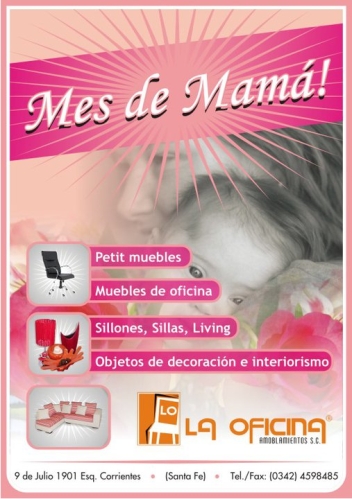 Mes de Mamá!
Petit muebles
Muebles de oficina
Sillones, Sillas, Living
Objetos de decoración e interiorismo
LO
LA OFICINA®
AMOBLAMIENTOS S.C.
9 de Julio 1901 Esq. Corrientes • (Santa Fe) • Tel./Fax: (0342) 4598485